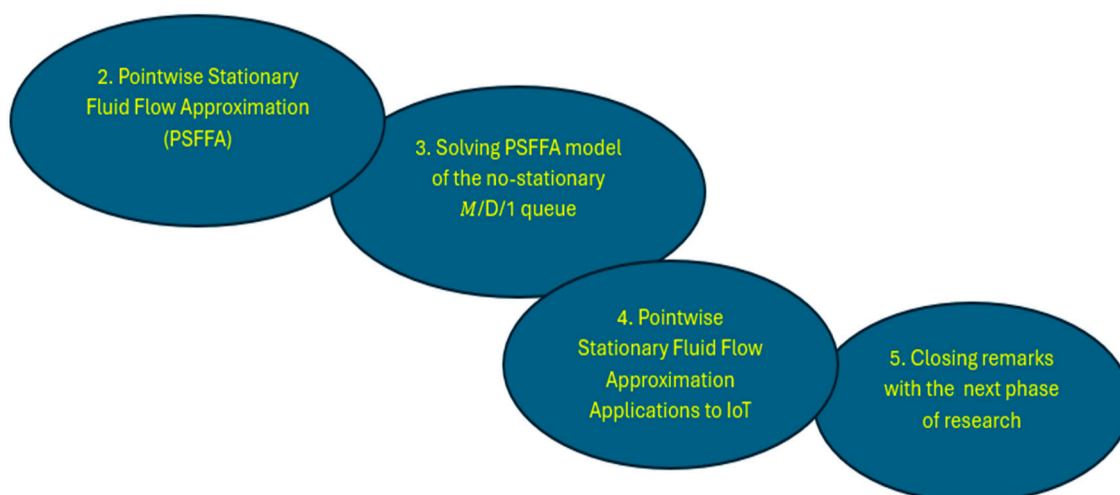 2. Pointwise Stationary
Fluid Flow Approximation
(PSFFA)
3. Solving PSFFA model
of the no-stationary
M/D/1 queue
4. Pointwise
Stationary Fluid Flow
Approximation
Applications to IoT
5. Closing remarks
with the next phase
of research